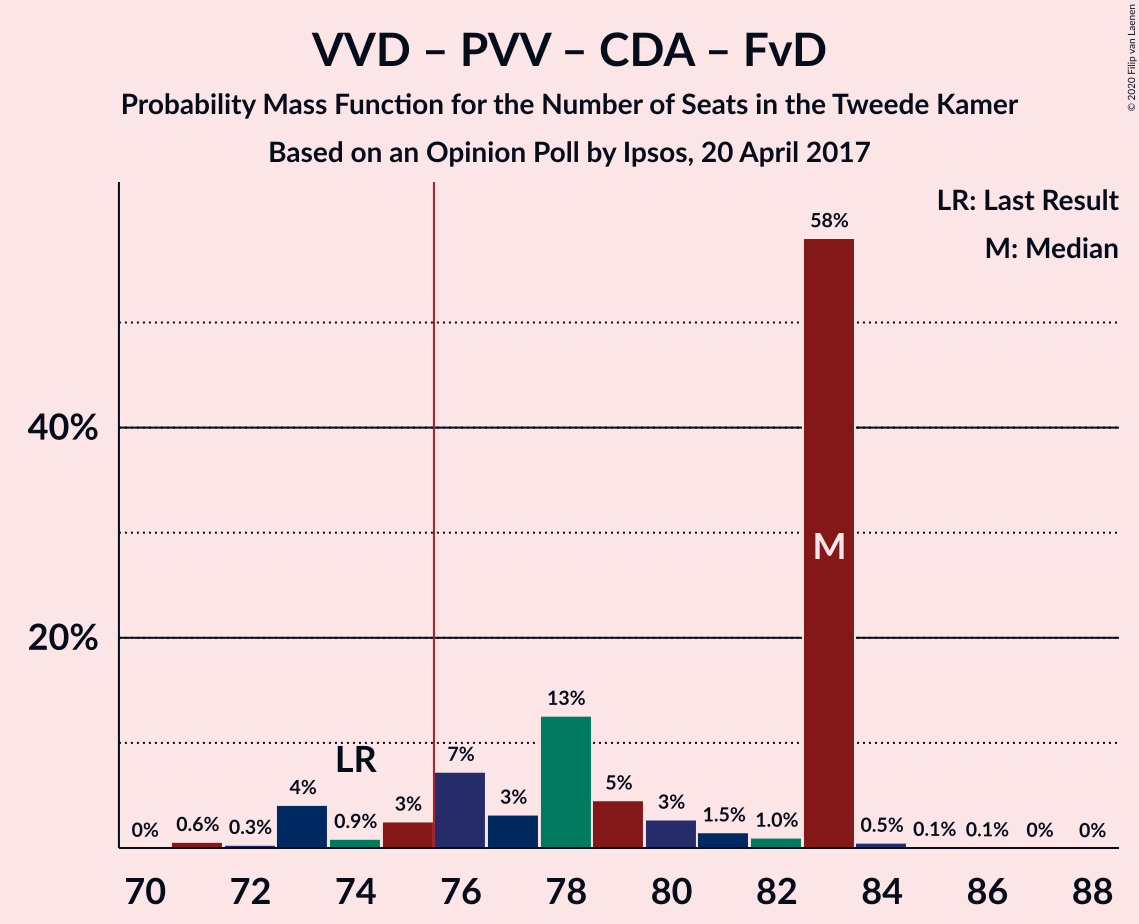 VVD – PVV – CDA – FvD
Probability Mass Function for the Number of Seats in the Tweede Kamer
Based on an Opinion Poll by Ipsos, 20 April 2017
© 2020 Filip van Laenen
LR: Last Result
M: Median
40%
20%
0%
0.6%
0.3%
4%
0.9%
LR
3%
7%
3%
13%
5%
3%
1.5%
1.0%
58%
M
0.5%
0.1%
0.1%
0%
0%
70 72 74 76 78 80 82 84 86 88